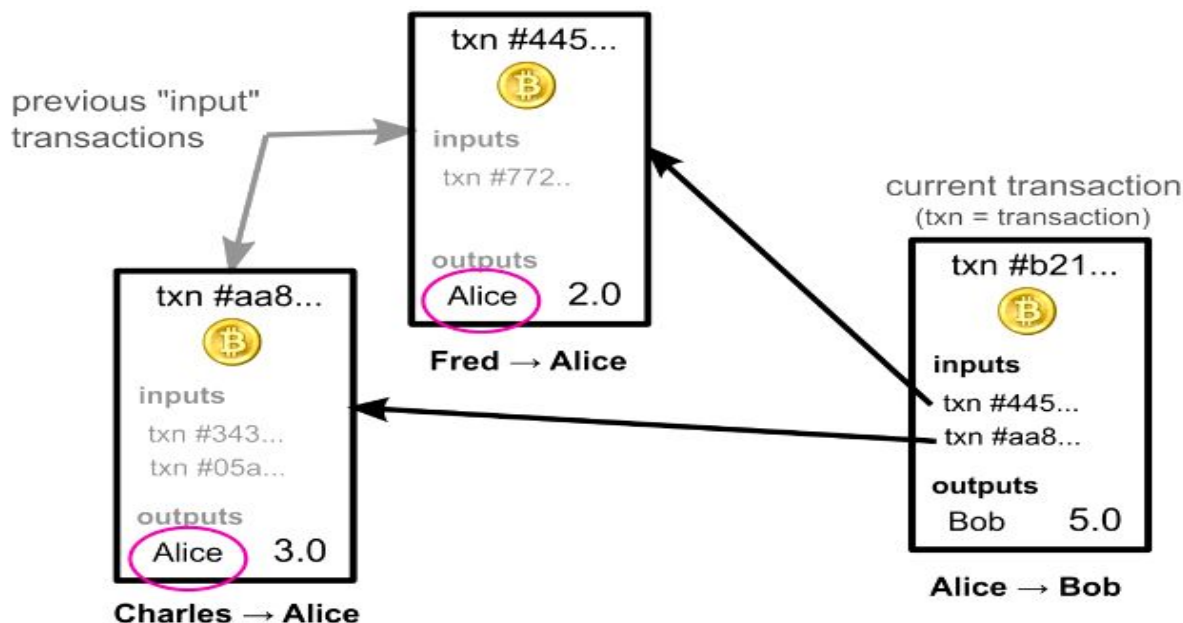 txn #445...
previous "input"
transactions
inputs
txn #772..
outputs
Alice 2.0
Fred → Alice
txn #aa8...
inputs
txn #343...
txn #05a...
outputs
Alice 3.0
Charles → Alice
current transaction
(txn = transaction)
txn #b21...
inputs
txn #445...
txn #aa8...
outputs
Bob 5.0
Alice → Bob